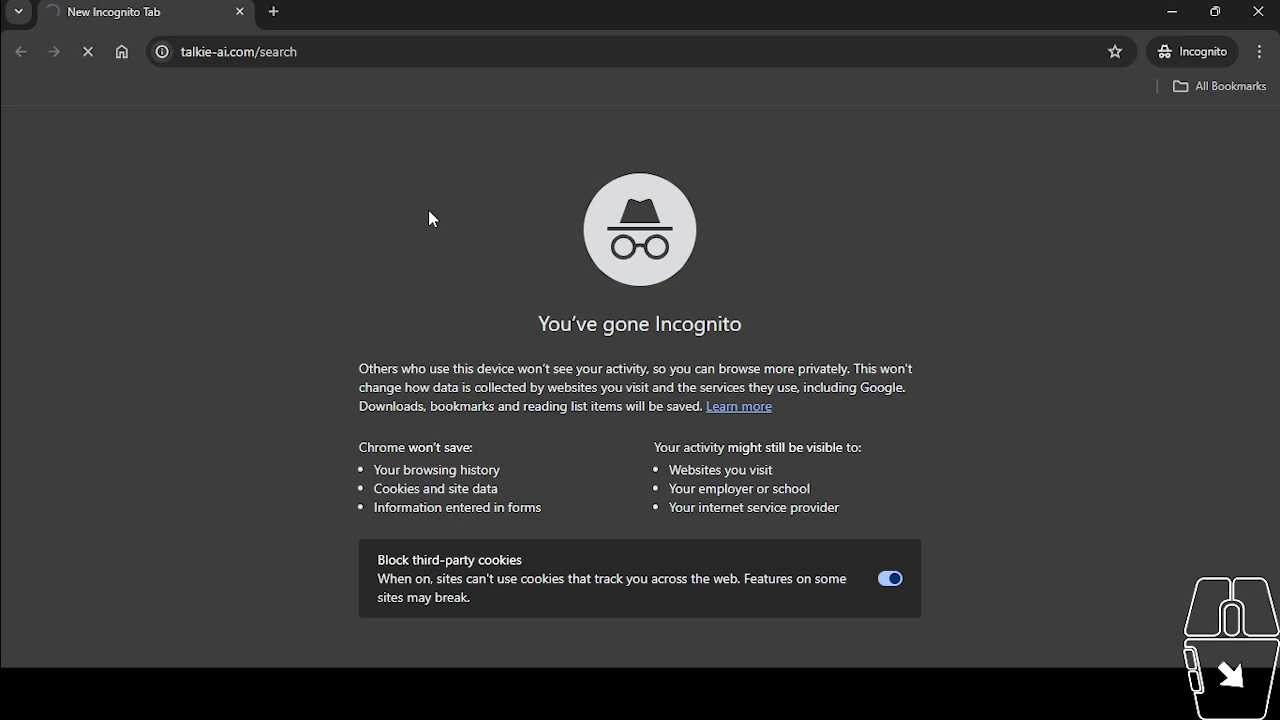 New Incognito Tab
talkie-ai.com/search
Incognito
All Bookmarks
You've gone Incognito
Others who use this device won't see your activity, so you can browse more privately. This won't
change how data is collected by websites you visit and the services they use, including Google.
Downloads, bookmarks and reading list items will be saved. Learn more
Chrome won't save:
Your browsing history
Cookies and site data
Information entered in forms
Your activity might still be visible to:
Websites you visit
Your employer or school
Your internet service provider
Block third-party cookies
When on, sites can't use cookies that track you across the web. Features on some
sites may break.